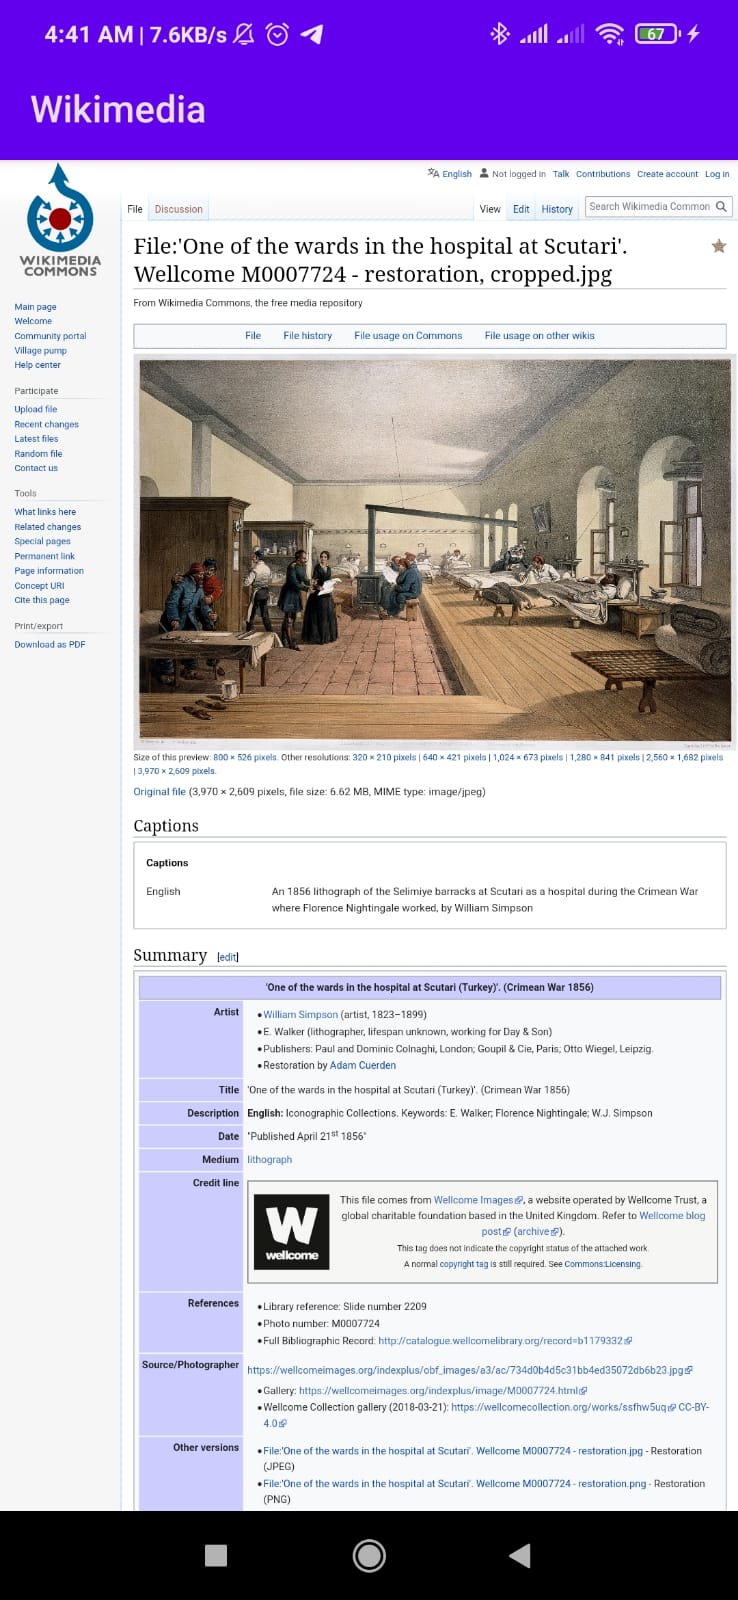 4:41 AM | 7.6KB/s
67
Wikimedia
English Not logged in Talk Contributions Create account Log in
File Discussion View Edit History Search Wikimedia Common
WIKIMEDIA
COMMONS
File:'One of the wards in the hospital at Scutari'.
Wellcome M0007724 - restoration, cropped.jpg
From Wikimedia Commons, the free media repository
Main page
Welcome
Community portal
Village pump
Help center
Participate
Upload file
Recent changes
Latest files
Random file
Contact us
Tools
What links here
Related changes
Special pages
Permanent link
Page information
Concept URI
Cite this page
Print/export
Download as PDF
File File history File usage on Commons File usage on other wikis
Size of this preview: 800 × 526 pixels. Other resolutions: 320 × 210 pixels | 640 × 421 pixels | 1,024 × 673 pixels | 1,280 × 841 pixels | 2,560 × 1,682 pixels
| 3,970 × 2,609 pixels.
Original file (3,970 × 2,609 pixels, file size: 6.62 MB, MIME type: image/jpeg)
Captions
Captions
English An 1856 lithograph of the Selimiye barracks at Scutari as a hospital during the Crimean War
where Florence Nightingale worked, by William Simpson
Summary [edit]
'One of the wards in the hospital at Scutari (Turkey)'. (Crimean War 1856)
Artist
• William Simpson (artist, 1823–1899)
• E. Walker (lithographer, lifespan unknown, working for Day & Son)
• Publishers: Paul and Dominic Colnaghi, London; Goupil & Cie, Paris; Otto Wiegel, Leipzig.
• Restoration by Adam Cuerden
Title 'One of the wards in the hospital at Scutari (Turkey)'. (Crimean War 1856)
Description English: Iconographic Collections. Keywords: E. Walker; Florence Nightingale; W.J. Simpson
Date "Published April 21st 1856"
Medium lithograph
Credit line
W
wellcome
This file comes from Wellcome Images, a website operated by Wellcome Trust, a
global charitable foundation based in the United Kingdom. Refer to Wellcome blog
post (archive).
This tag does not indicate the copyright status of the attached work.
A normal copyright tag is still required. See Commons:Licensing.
References
• Library reference: Slide number 2209
• Photo number: M0007724
• Full Bibliographic Record: http://catalogue.wellcomelibrary.org/record=b1179332
Source/Photographer
https://wellcomeimages.org/indexplus/obf_images/a3/ac/734d0b4d5c31bb4ed35072db6b23.jpg
• Gallery: https://wellcomeimages.org/indexplus/image/M0007724.html
• Wellcome Collection gallery (2018-03-21): https://wellcomecollection.org/works/ssfhw5uq CC-BY-
4.0
Other versions
• File:'One of the wards in the hospital at Scutari'. Wellcome M0007724 - restoration.jpg - Restoration
(JPEG)
• File:'One of the wards in the hospital at Scutari'. Wellcome M0007724 - restoration.png - Restoration
(PNG)